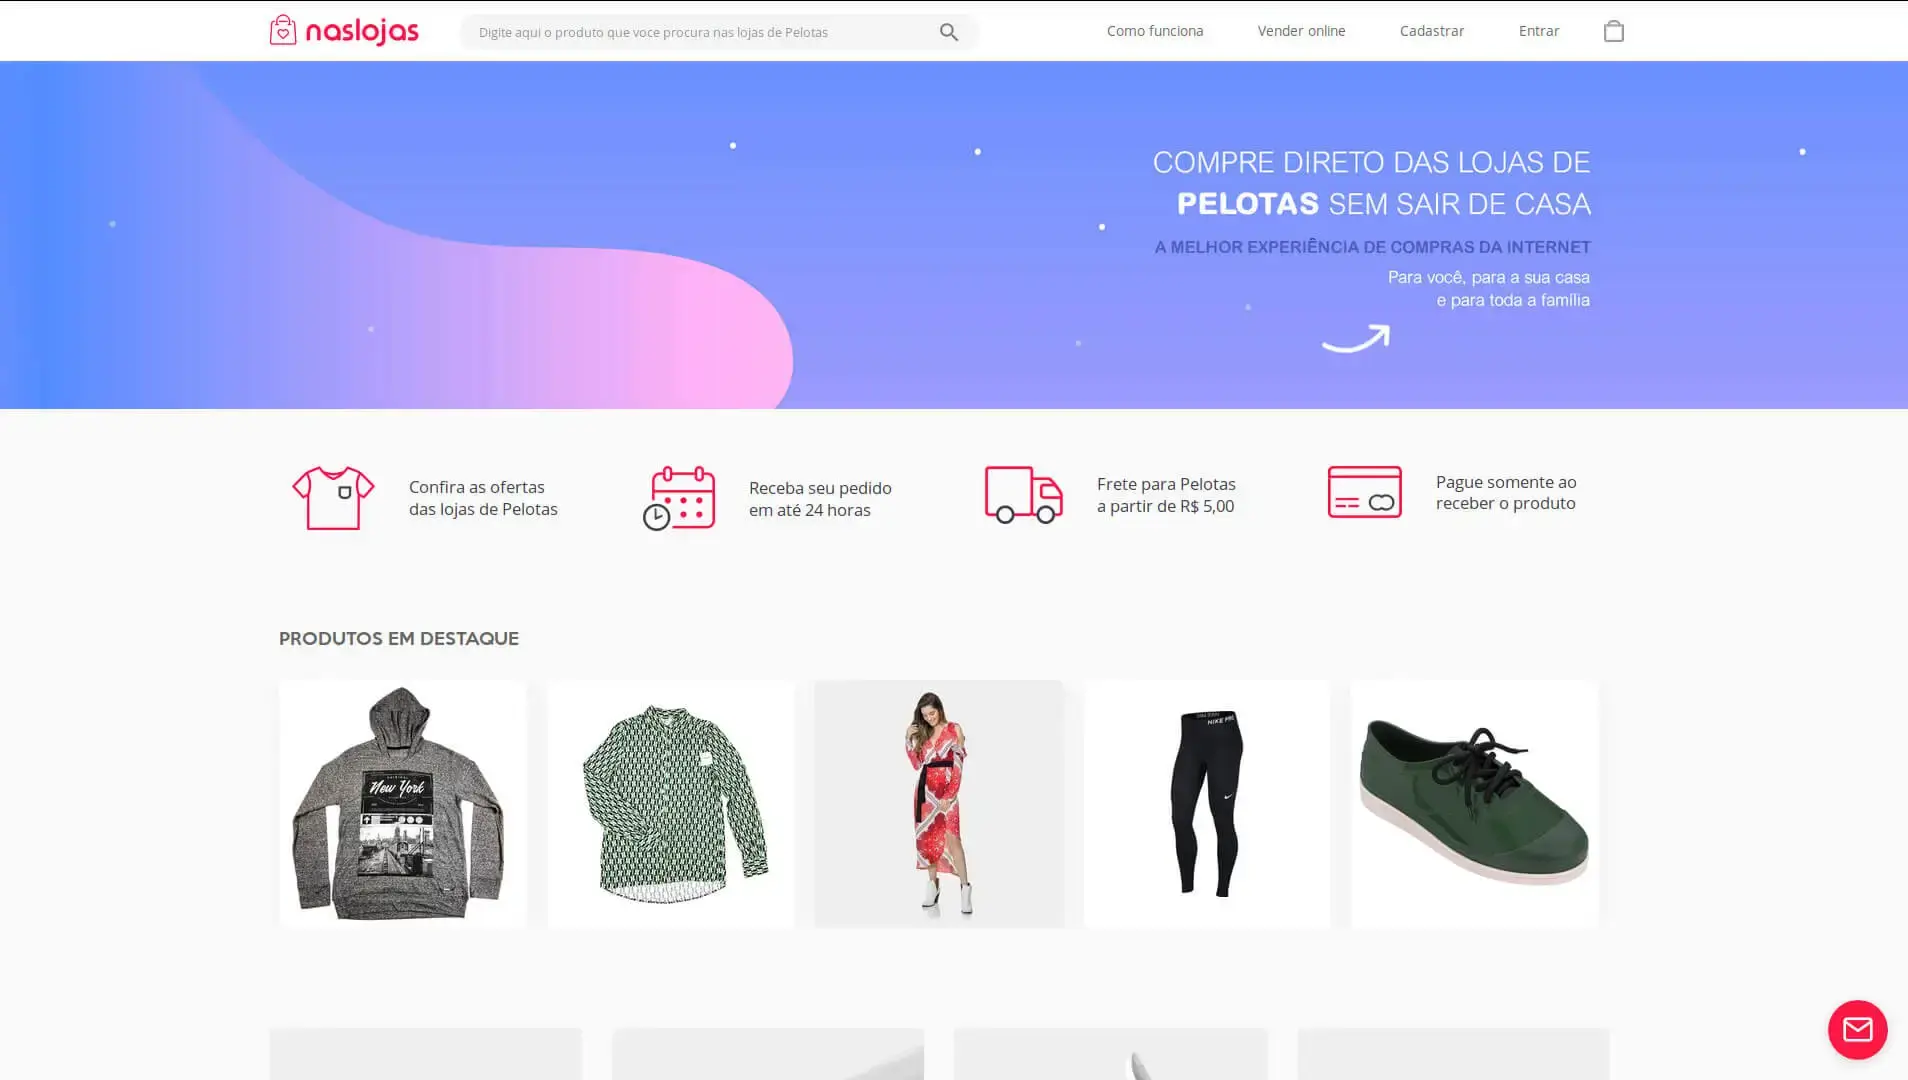 naslojas
Digite aqui o produto que voce procura nas lojas de Pelotas
Como funciona
Vender online
Cadastrar
Entrar
COMPRE DIRETO DAS LOJAS DE
PELOTAS SEM SAIR DE CASA
A MELHOR EXPERIÊNCIA DE COMPRAS DA INTERNET
Para você, para a sua casa
e para toda a família
Confira as ofertas
das lojas de Pelotas
Receba seu pedido
em até 24 horas
Frete para Pelotas
a partir de R$ 5,00
Pague somente ao
receber o produto
PRODUTOS EM DESTAQUE
New York
NIKE PRO